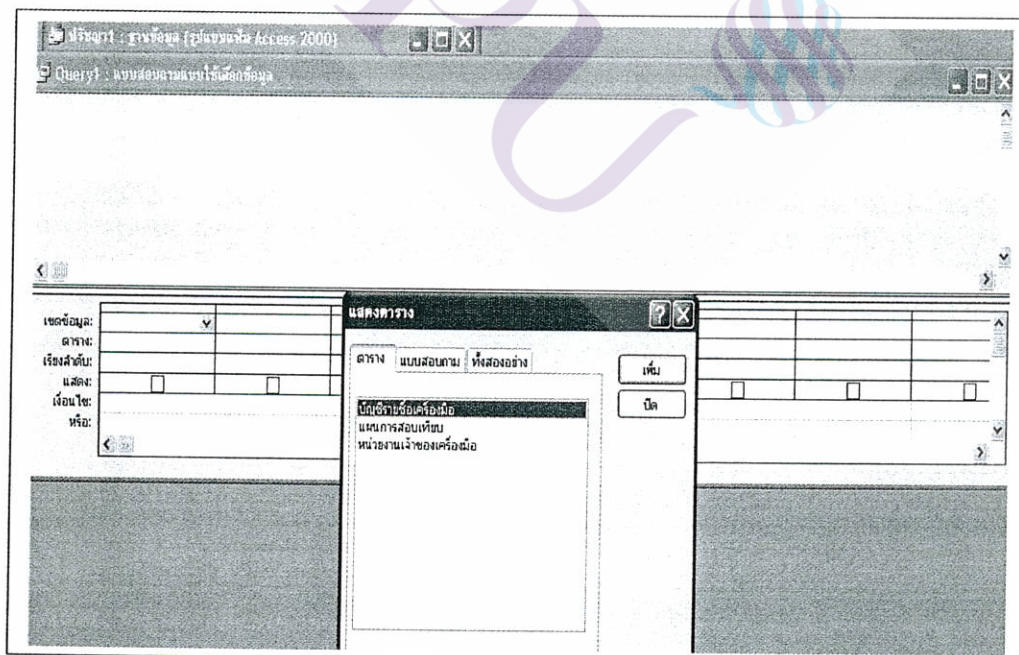 ปรัชญา1 : ฐานข้อมูล (รูปแบบแฟ้ม Access 2000)
Query1 : แบบสอบถามแบบใช้เลือกข้อมูล
เขตข้อมูล:
ตาราง:
เรียงลำดับ:
แสดง:
เงื่อนไข:
หรือ:
แสดงตาราง
ตาราง แบบสอบถาม ทั้งสองอย่าง
เพิ่ม
ปิด
บัญชีรายชื่อเครื่องมือ
แผนการสอบเทียบ
หน่วยงานเจ้าของเครื่องมือ